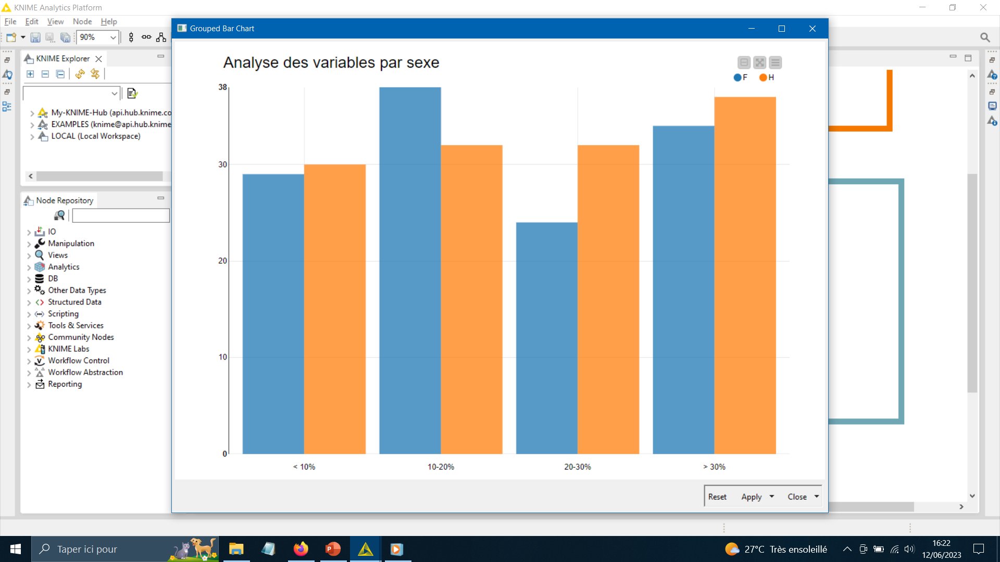 KNIME Analytics Platform
File Edit View Node Help
90%
KNIME Explorer
My-KNIME-Hub (api.hub.knime.co
EXAMPLES (knime@api.hub.knime
LOCAL (Local Workspace)
Node Repository
IO
Manipulation
Views
Analytics
DB
Other Data Types
Structured Data
Scripting
Tools & Services
Community Nodes
KNIME Labs
Workflow Control
Workflow Abstraction
Reporting
Grouped Bar Chart
Analyse des variables par sexe
F H
38
30
20
10
0
< 10% 10-20% 20-30% > 30%
Reset Apply Close
Taper ici pour
27°C Très ensoleillé
16:22
12/06/2023